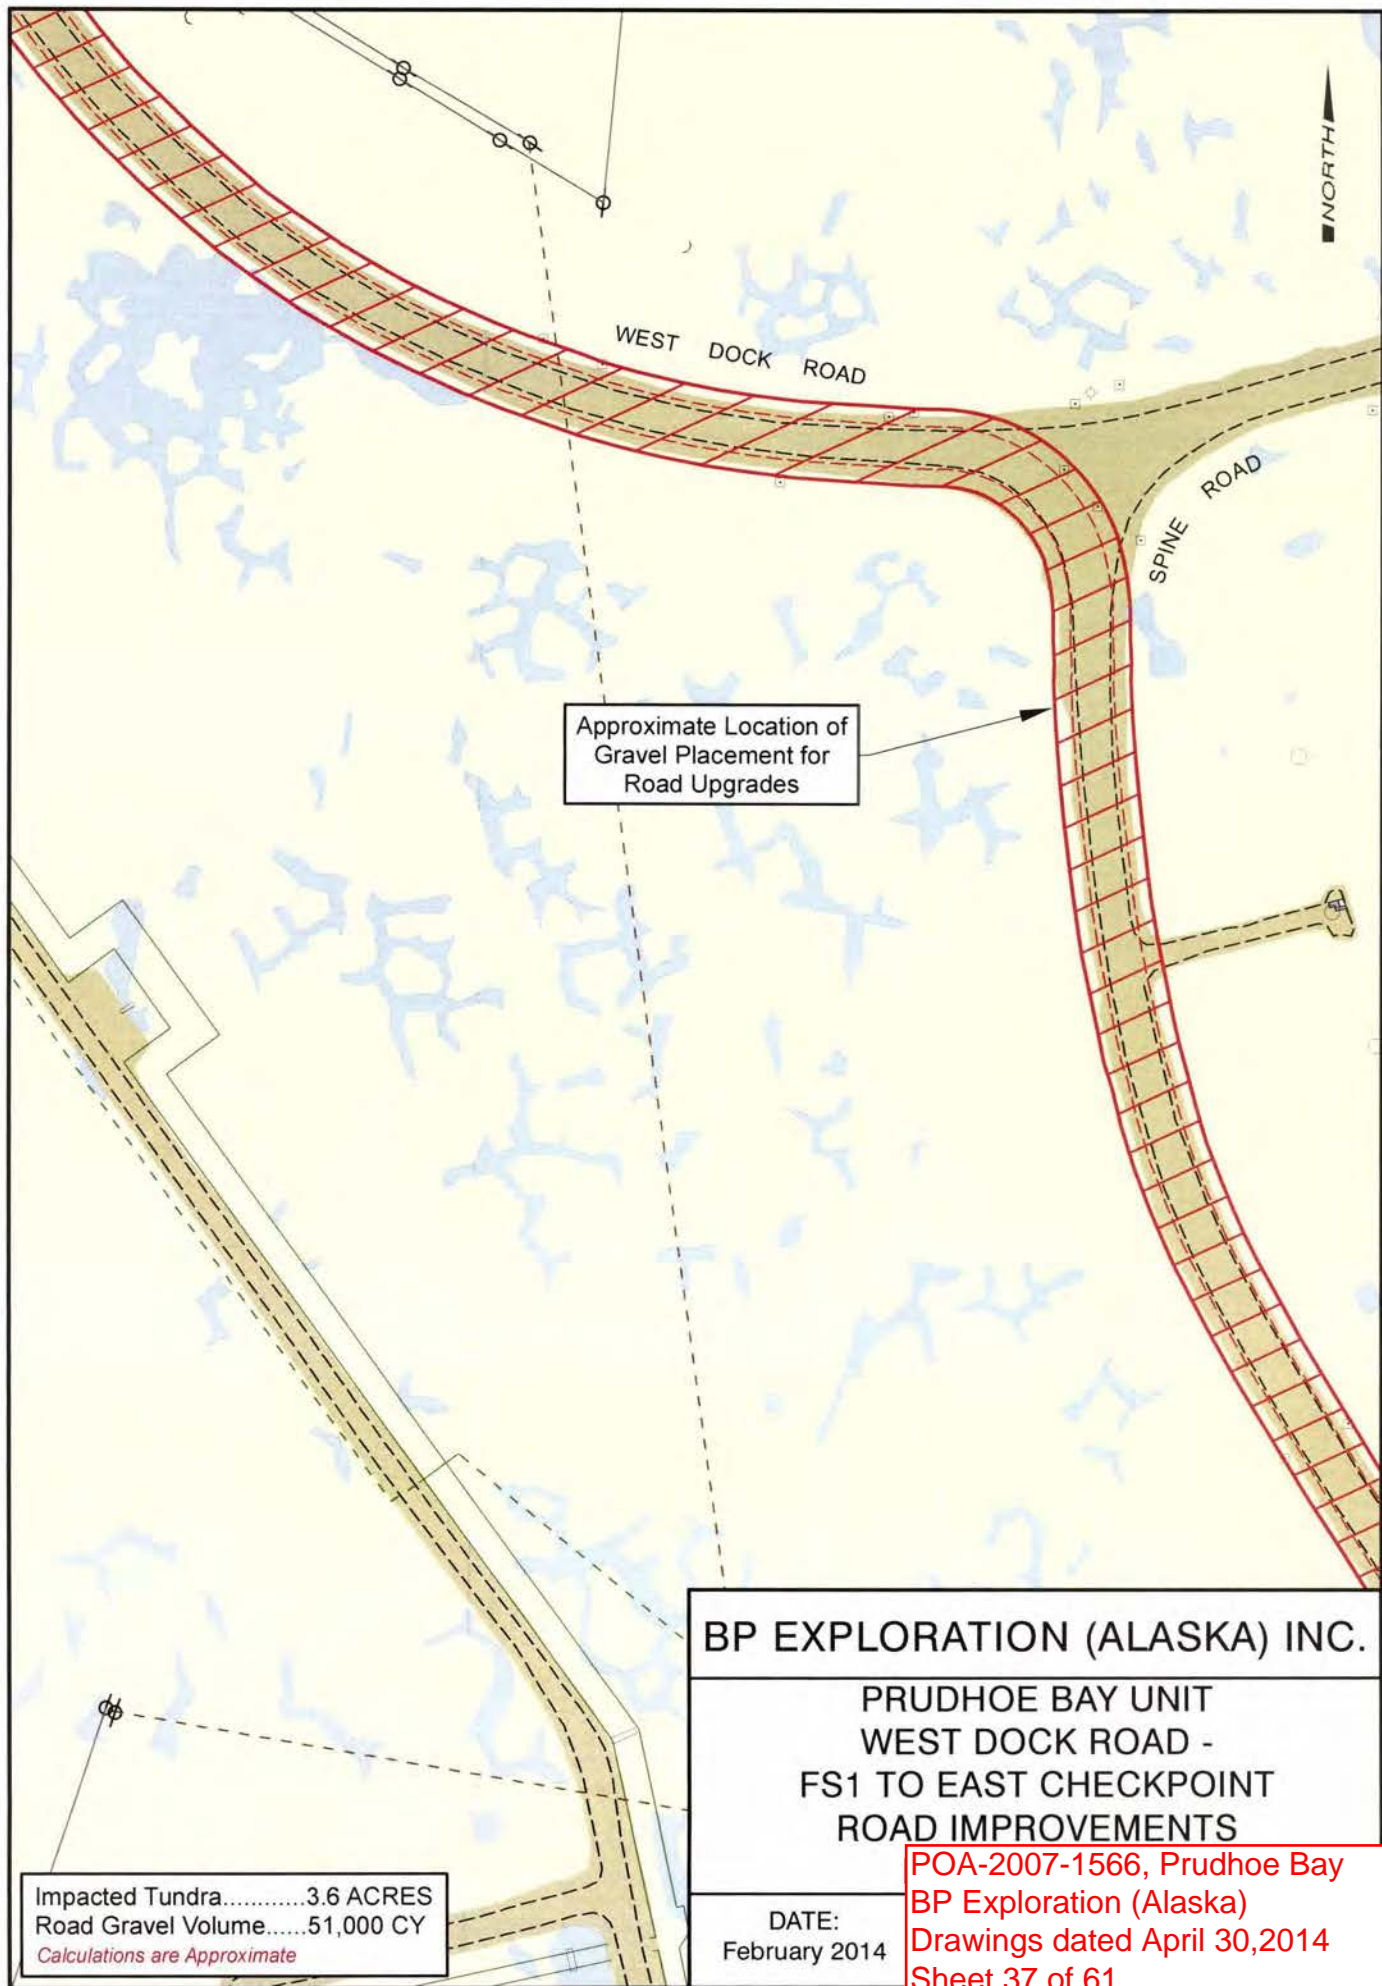 NORTH
WEST DOCK ROAD
SPINE ROAD
Approximate Location of
Gravel Placement for
Road Upgrades
BP EXPLORATION (ALASKA) INC.
PRUDHOE BAY UNIT
WEST DOCK ROAD -
FS1 TO EAST CHECKPOINT
ROAD IMPROVEMENTS
Impacted Tundra............3.6 ACRES
Road Gravel Volume......51,000 CY
Calculations are Approximate
DATE:
February 2014
POA-2007-1566, Prudhoe Bay
BP Exploration (Alaska)
Drawings dated April 30,2014
Sheet 37 of 61